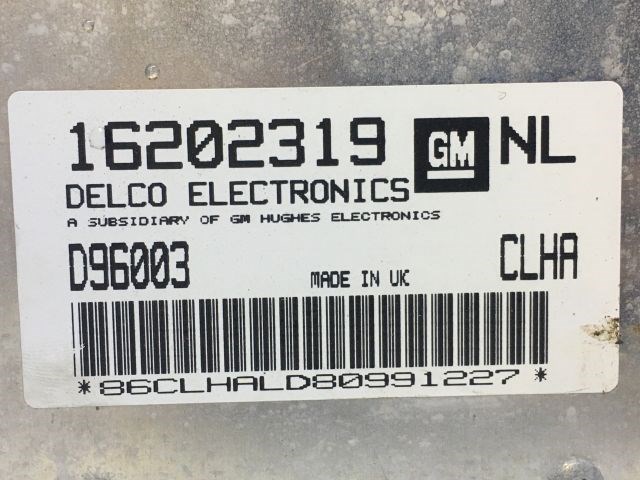 16202319 GM NL
DELCO ELECTRONICS
A SUBSIDIARY OF GM HUGHES ELECTRONICS
D96003 MADE IN UK CLHA
*86CLHALD80991227*